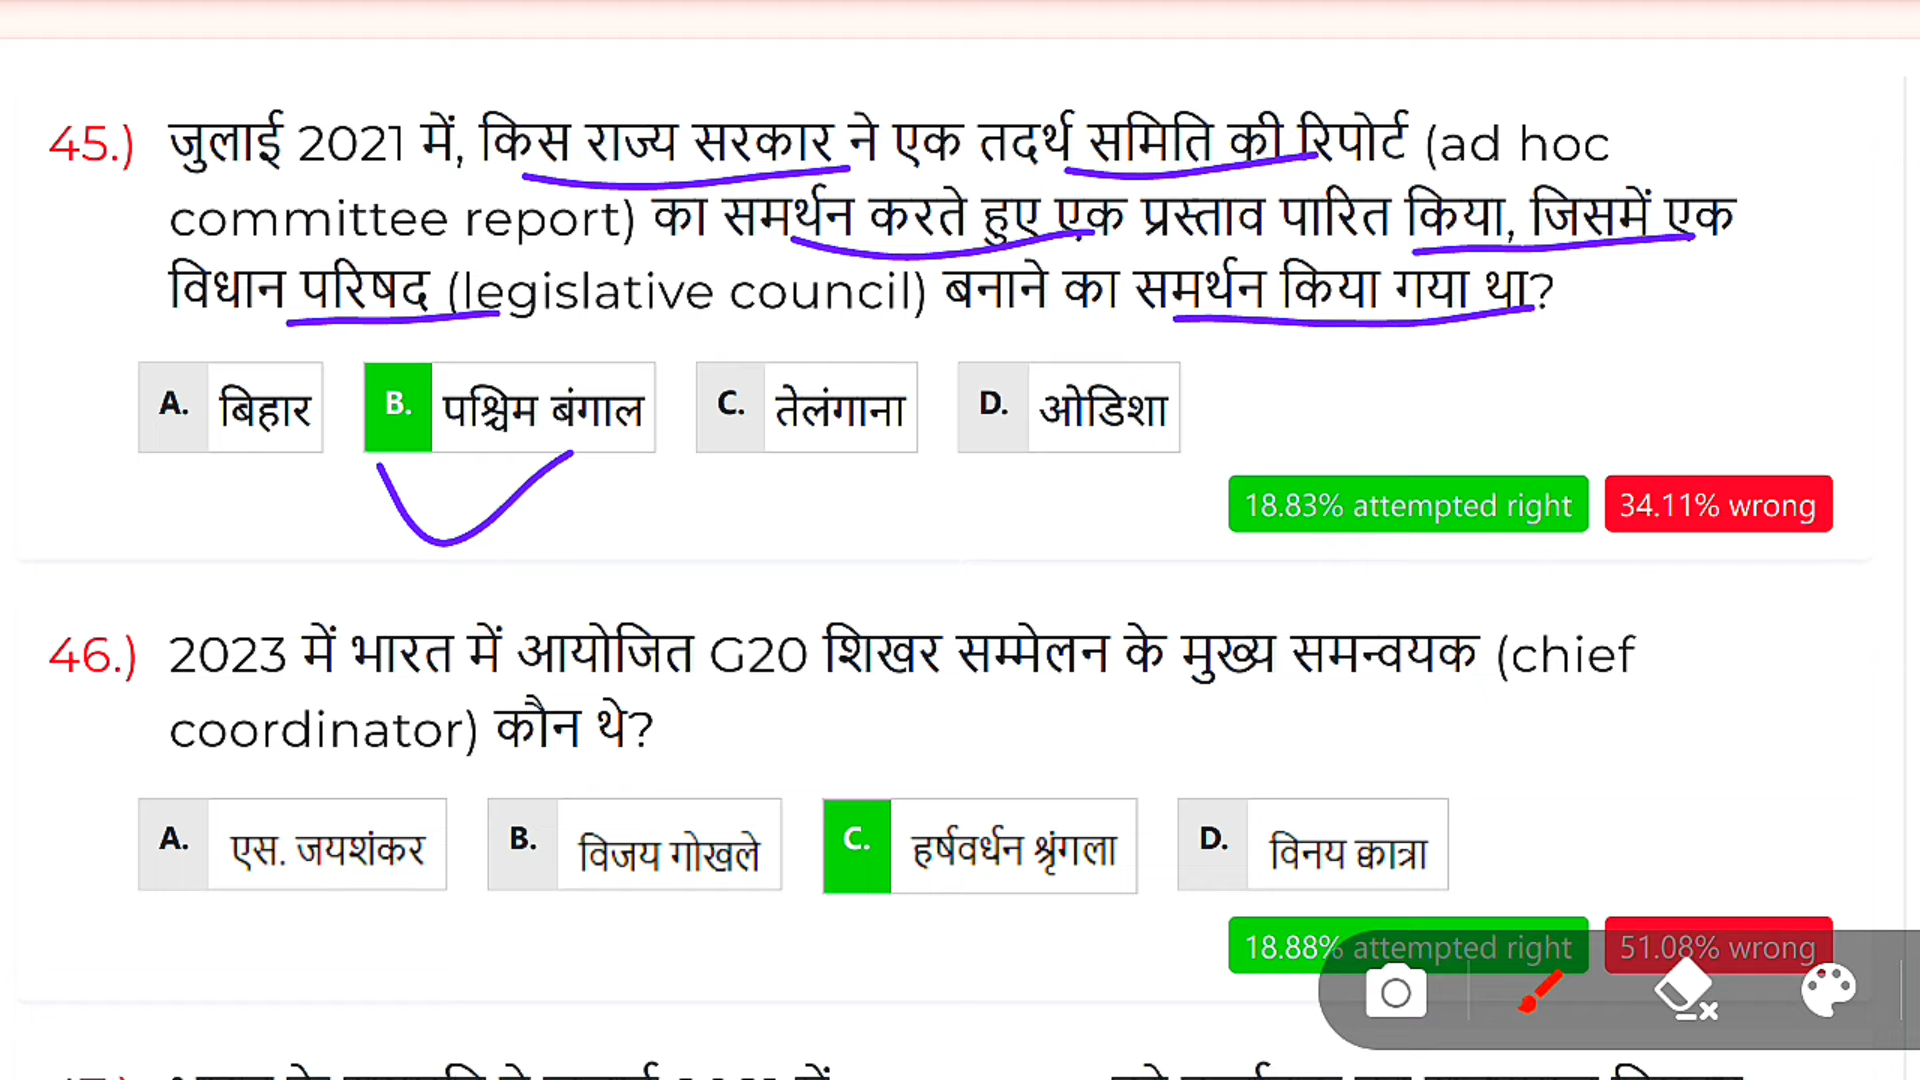 45.) जुलाई 2021 में, किस राज्य सरकार ने एक तदर्थ समिति की रिपोर्ट (ad hoc
committee report) का समर्थन करते हुए एक प्रस्ताव पारित किया, जिसमें एक
विधान परिषद (legislative council) बनाने का समर्थन किया गया था?
A. बिहार B. पश्चिम बंगाल C. तेलंगाना D. ओडिशा
18.83% attempted right 34.11% wrong
46.) 2023 में भारत में आयोजित G20 शिखर सम्मेलन के मुख्य समन्वयक (chief
coordinator) कौन थे?
A. एस. जयशंकर B. विजय गोखले C. हर्षवर्धन श्रृंगला D. विनय क्वात्रा
18.88% attempted right 51.08% wrong